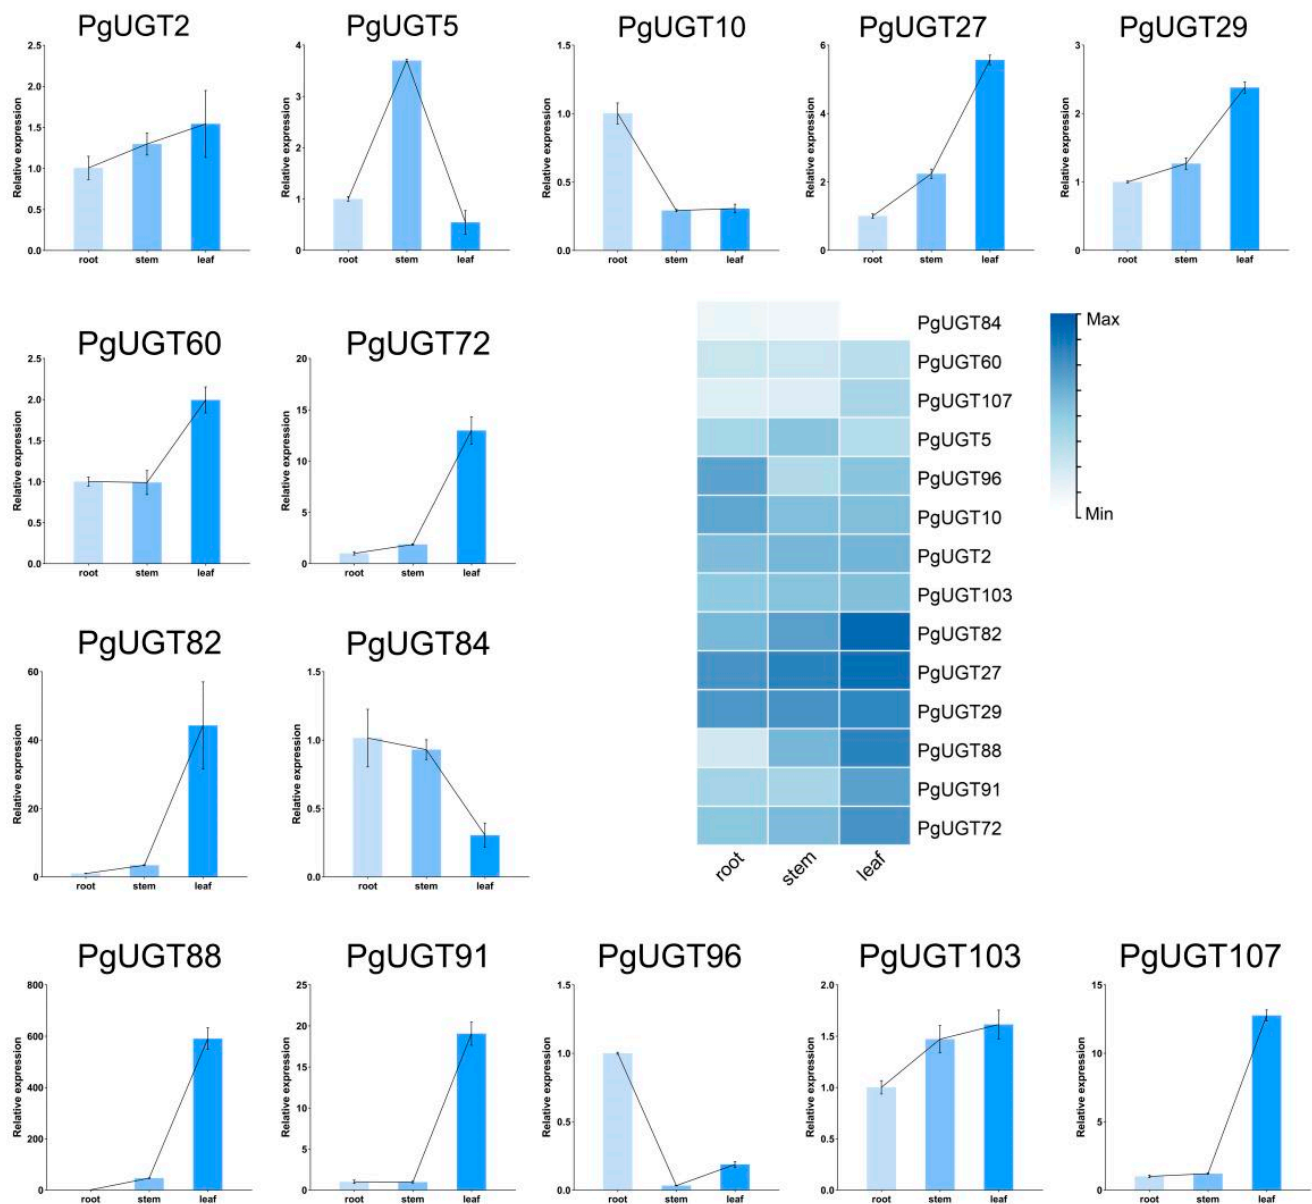 PgUGT2
Relative expression
2.5
2.0
1.5
1.0
0.5
0.0
root stem leaf
PgUGT5
Relative expression
4
3
2
1
0
root stem leaf
PgUGT10
Relative expression
1.5
1.0
0.5
0.0
root stem leaf
PgUGT27
Relative expression
6
4
2
0
root stem leaf
PgUGT29
Relative expression
3
2
1
0
root stem leaf
PgUGT60
Relative expression
2.5
2.0
1.5
1.0
0.5
0.0
root stem leaf
PgUGT72
Relative expression
20
15
10
5
0
root stem leaf
PgUGT84
PgUGT60
PgUGT107
PgUGT5
PgUGT96
PgUGT10
PgUGT2
PgUGT103
PgUGT82
PgUGT27
PgUGT29
PgUGT88
PgUGT91
PgUGT72
root stem leaf
Max
Min
PgUGT82
Relative expression
60
40
20
0
root stem leaf
PgUGT84
Relative expression
1.5
1.0
0.5
0.0
root stem leaf
PgUGT88
Relative expression
800
600
400
200
0
root stem leaf
PgUGT91
Relative expression
25
20
15
10
5
0
root stem leaf
PgUGT96
Relative expression
1.5
1.0
0.5
0.0
root stem leaf
PgUGT103
Relative expression
2.0
1.5
1.0
0.5
0.0
root stem leaf
PgUGT107
Relative expression
15
10
5
0
root stem leaf